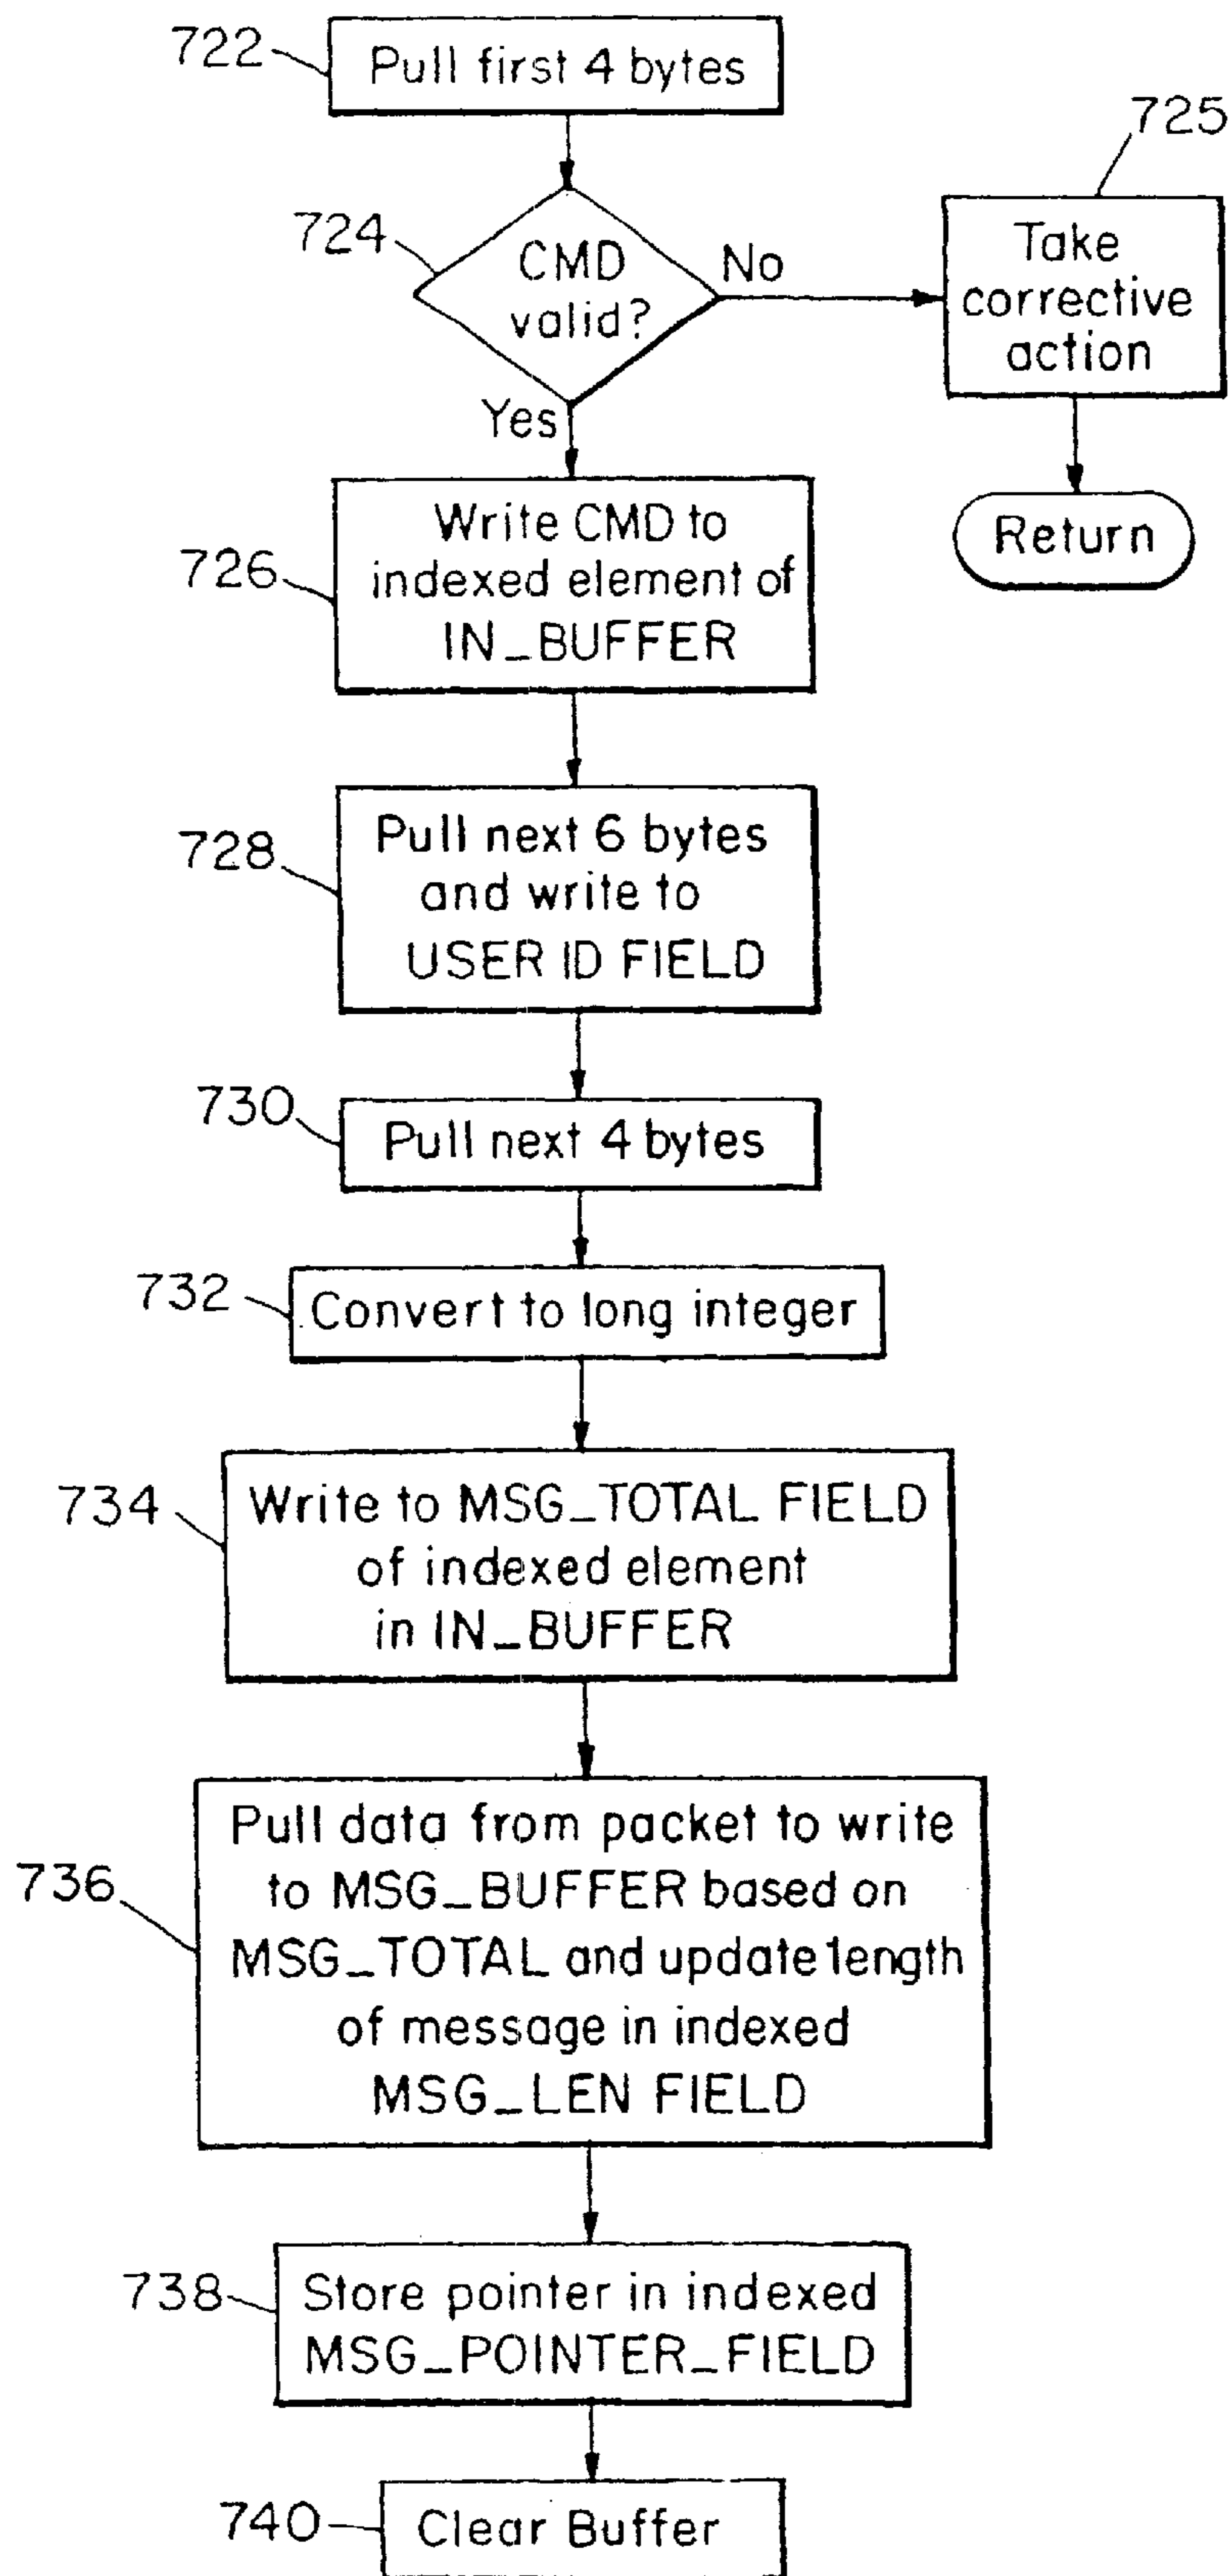 722
Pull first 4 bytes
725
724
CMD
valid?
No
Take
corrective
action
Yes
Return
726
Write CMD to
indexed element of
IN_BUFFER
728
Pull next 6 bytes
and write to
USER ID FIELD
730
Pull next 4 bytes
732
Convert to long integer
734
Write to MSG_TOTAL FIELD
of indexed element
in IN_BUFFER
736
Pull data from packet to write
to MSG_BUFFER based on
MSG_TOTAL and update length
of message in indexed
MSG_LEN FIELD
738
Store pointer in indexed
MSG_POINTER_FIELD
740
Clear Buffer